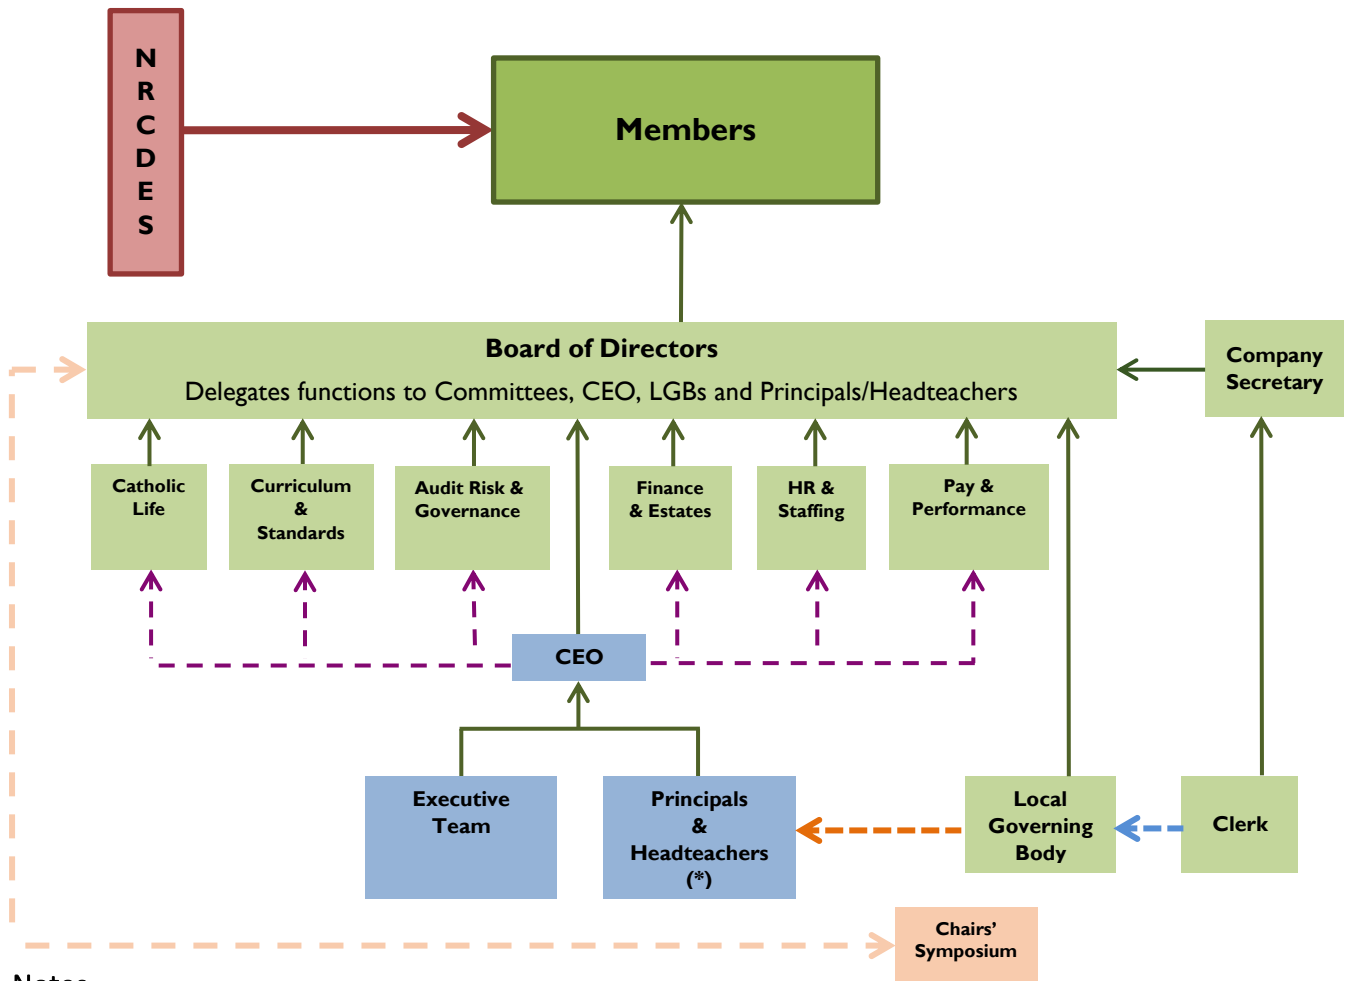 N
R
C
D
E
S
Members
Board of Directors
Delegates functions to Committees, CEO, LGBs and Principals/Headteachers
Company
Secretary
Catholic
Life
Curriculum
&
Standards
Audit Risk &
Governance
Finance
& Estates
HR &
Staffing
Pay &
Performance
CEO
Executive
Team
Principals
&
Headteachers
(*)
Local
Governing
Body
Clerk
Chairs'
Symposium
Notes